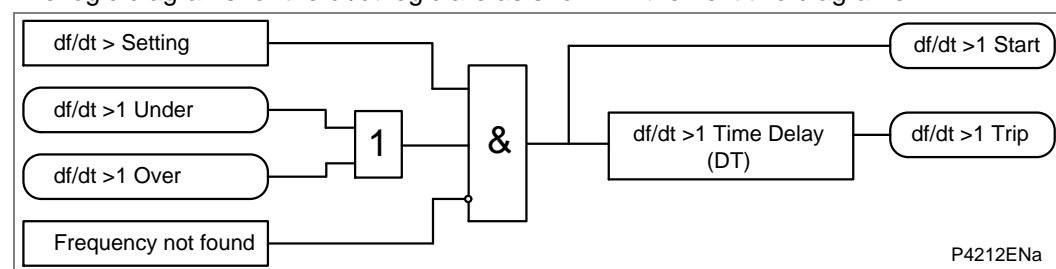 df/dt > Setting
df/dt >1 Start
df/dt >1 Under
1
&
df/dt >1 Time Delay
(DT)
df/dt >1 Trip
df/dt >1 Over
Frequency not found
P4212ENa